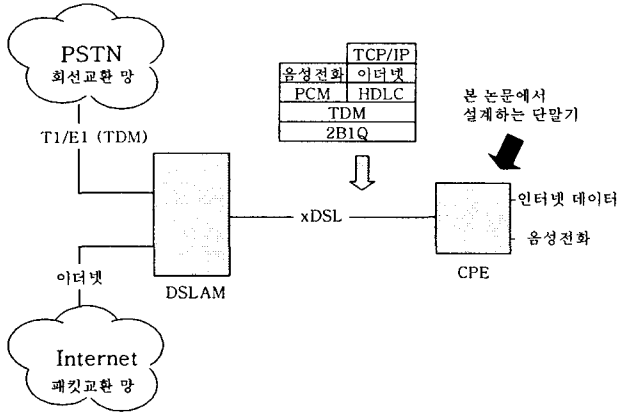 PSTN
회선교환 망
T1/E1 (TDM)
이더넷
Internet
패킷교환 망
DSLAM
xDSL
TCP/IP
음성전화 이더넷
PCM HDLC
TDM
2B1Q
본 논문에서
설계하는 단말기
인터넷 데이터
음성전화
CPE